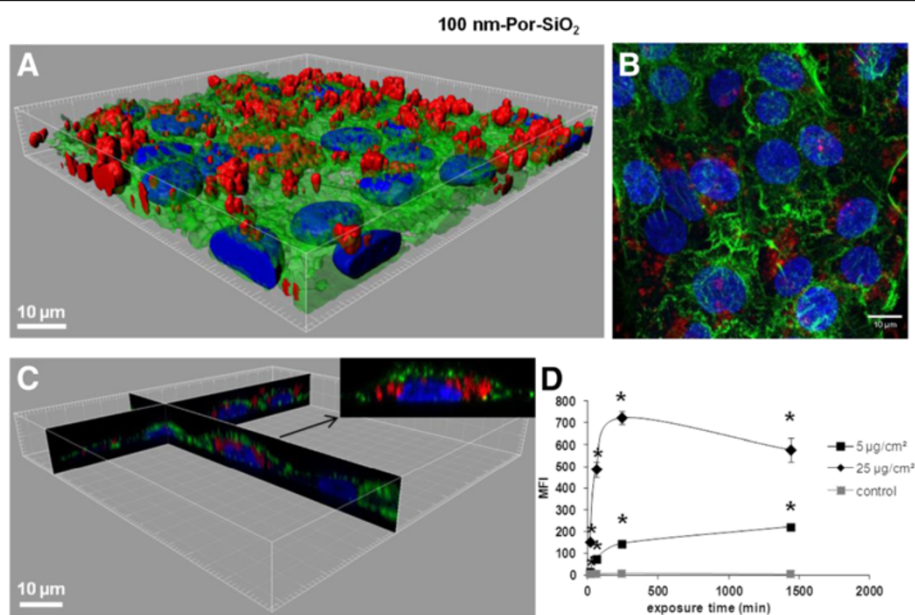 100 nm-Por-SiO₂
A
10 µm
B
10 µm
C
10 µm
D
800
700
600
500
400
300
200
100
0
MFI
*
*
*
*
*
*
*
0
500
1000
1500
2000
exposure time (min)
5 µg/cm²
25 µg/cm²
control